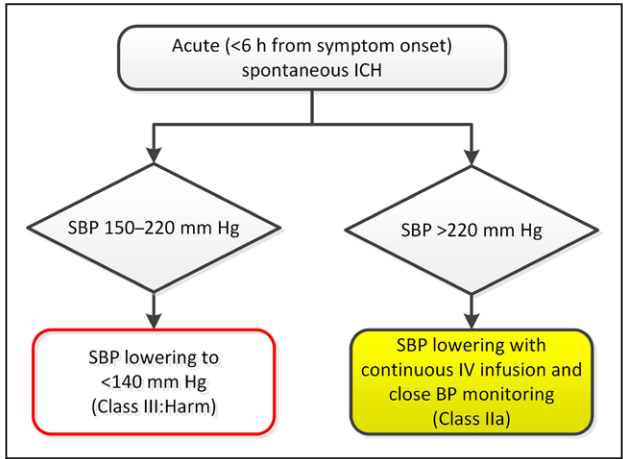 Acute (<6 h from symptom onset)
spontaneous ICH
SBP 150–220 mm Hg
SBP >220 mm Hg
SBP lowering to
<140 mm Hg
(Class III:Harm)
SBP lowering with
continuous IV infusion and
close BP monitoring
(Class IIa)